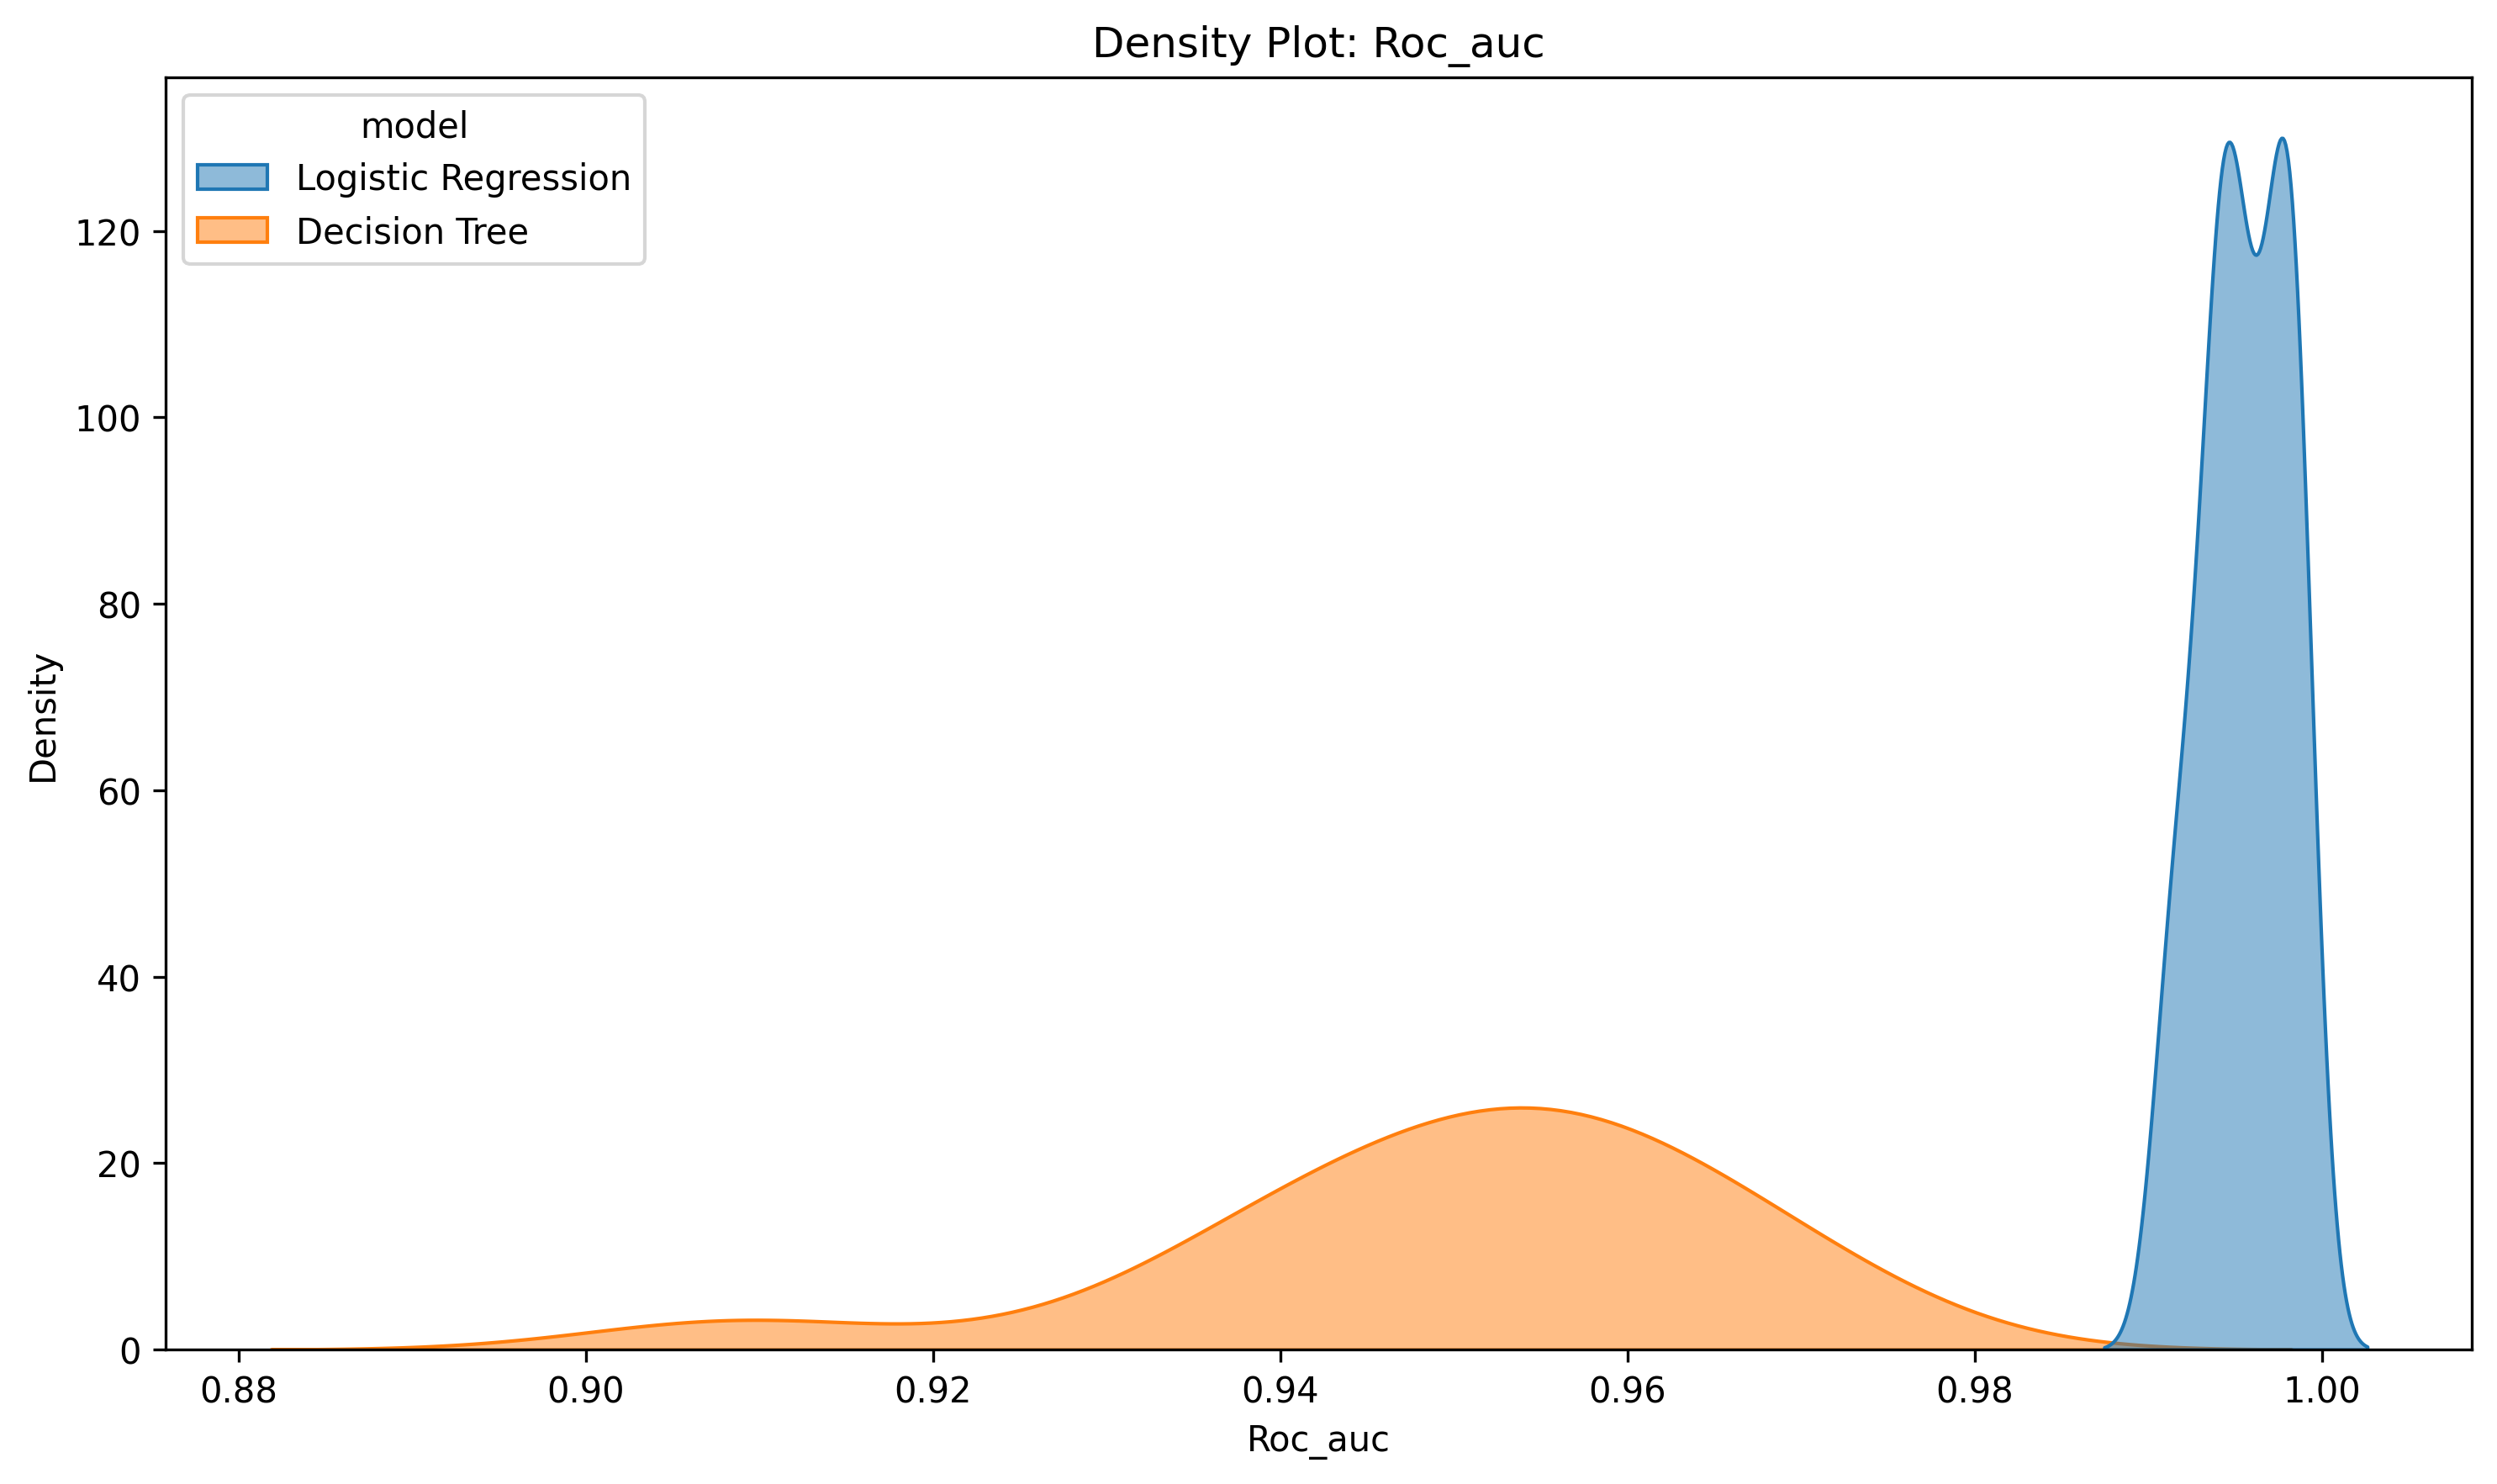 Density Plot: Roc_auc
model
Logistic Regression
Decision Tree
Density
120
100
80
60
40
20
0
0.88 0.90 0.92 0.94 0.96 0.98 1.00
Roc_auc